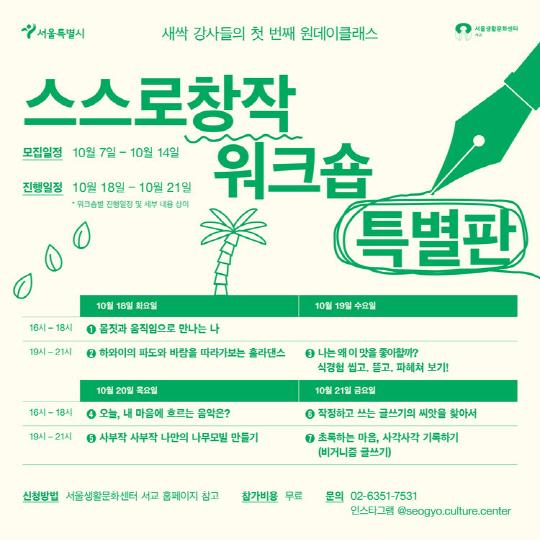 서울특별시
새싹 강사들의 첫 번째 원데이클래스
서울생활문화센터
서교
스스로창작
워크숍
특별판
모집일정 10월 7일 – 10월 14일
진행일정 10월 18일 – 10월 21일
* 워크숍별 진행일정 및 세부 내용 상이
10월 18일 화요일 10월 19일 수요일
16시 – 18시 ❶ 몸짓과 움직임으로 만나는 나
19시 – 21시 ❷ 하와이의 파도와 바람을 따라가보는 훌라댄스 ❸ 나는 왜 이 맛을 좋아할까?
식경험 씹고, 뜯고, 파헤쳐 보기!
10월 20일 목요일 10월 21일 금요일
16시 – 18시 ❹ 오늘, 내 마음에 흐르는 음악은? ❻ 작정하고 쓰는 글쓰기의 씨앗을 찾아서
19시 – 21시 ❺ 사부작 사부작 나만의 나무모빌 만들기 ❼ 초록하는 마음, 사각사각 기록하기
(비거니즘 글쓰기)
신청방법 서울생활문화센터 서교 홈페이지 참고 참가비용 무료 문의 02-6351-7531
인스타그램 @seogyo.culture.center